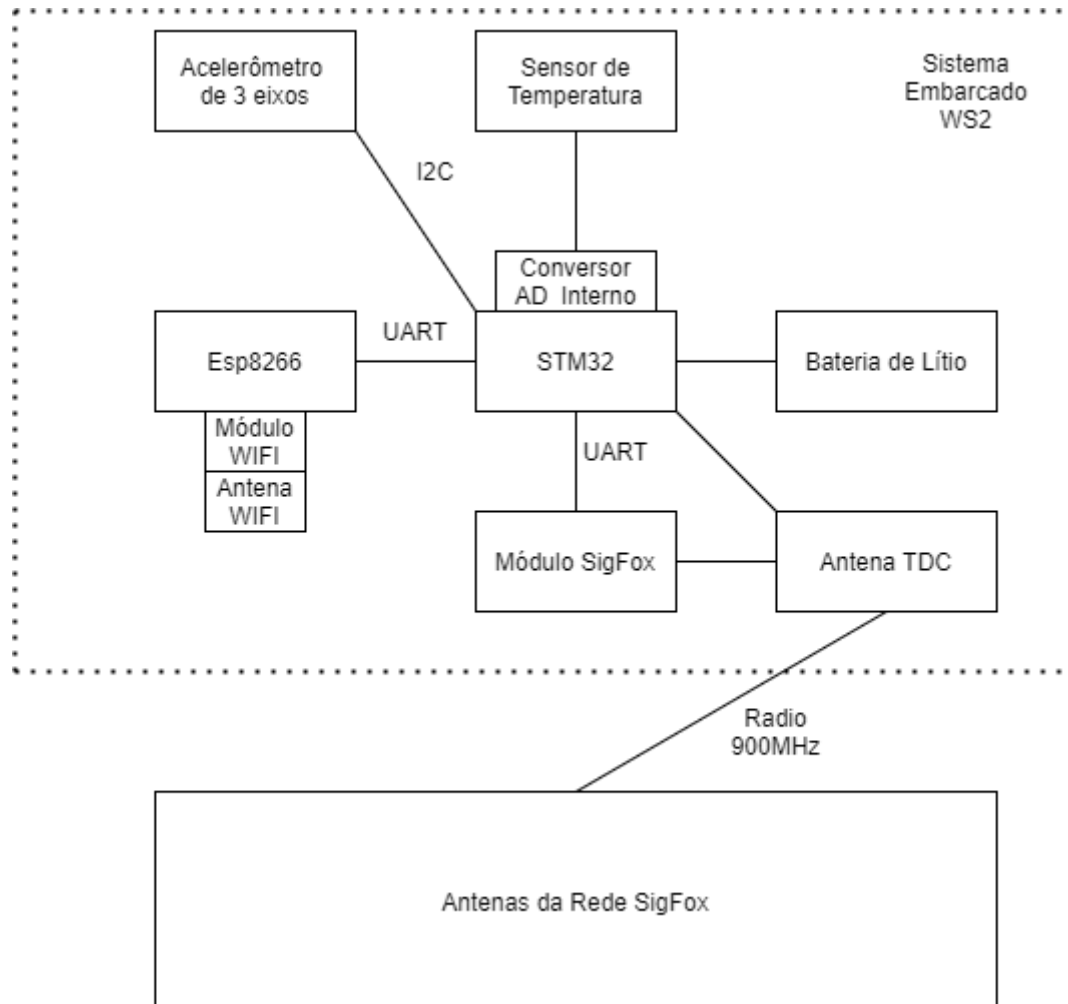 Acelerômetro
de 3 eixos
Sensor de
Temperatura
Sistema
Embarcado
WS2
I2C
Conversor
AD Interno
Esp8266
UART
STM32
Bateria de Lítio
Módulo
WIFI
Antena
WIFI
UART
Módulo SigFox
Antena TDC
Radio
900MHz
Antenas da Rede SigFox